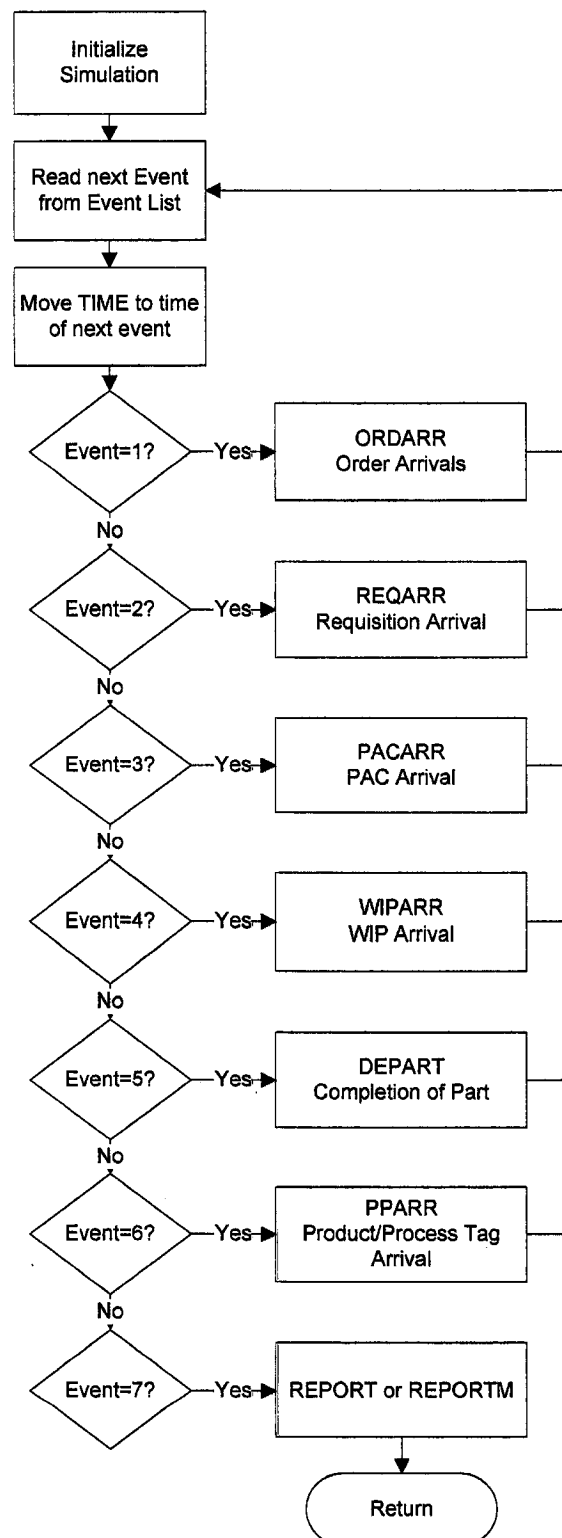 Initialize
Simulation
Read next Event
from Event List
Move TIME to time
of next event
Event=1?
Yes
ORDARR
Order Arrivals
No
Event=2?
Yes
REQARR
Requisition Arrival
No
Event=3?
Yes
PACARR
PAC Arrival
No
Event=4?
Yes
WIPARR
WIP Arrival
No
Event=5?
Yes
DEPART
Completion of Part
No
Event=6?
Yes
PPARR
Product/Process Tag
Arrival
No
Event=7?
Yes
REPORT or REPORTM
Return